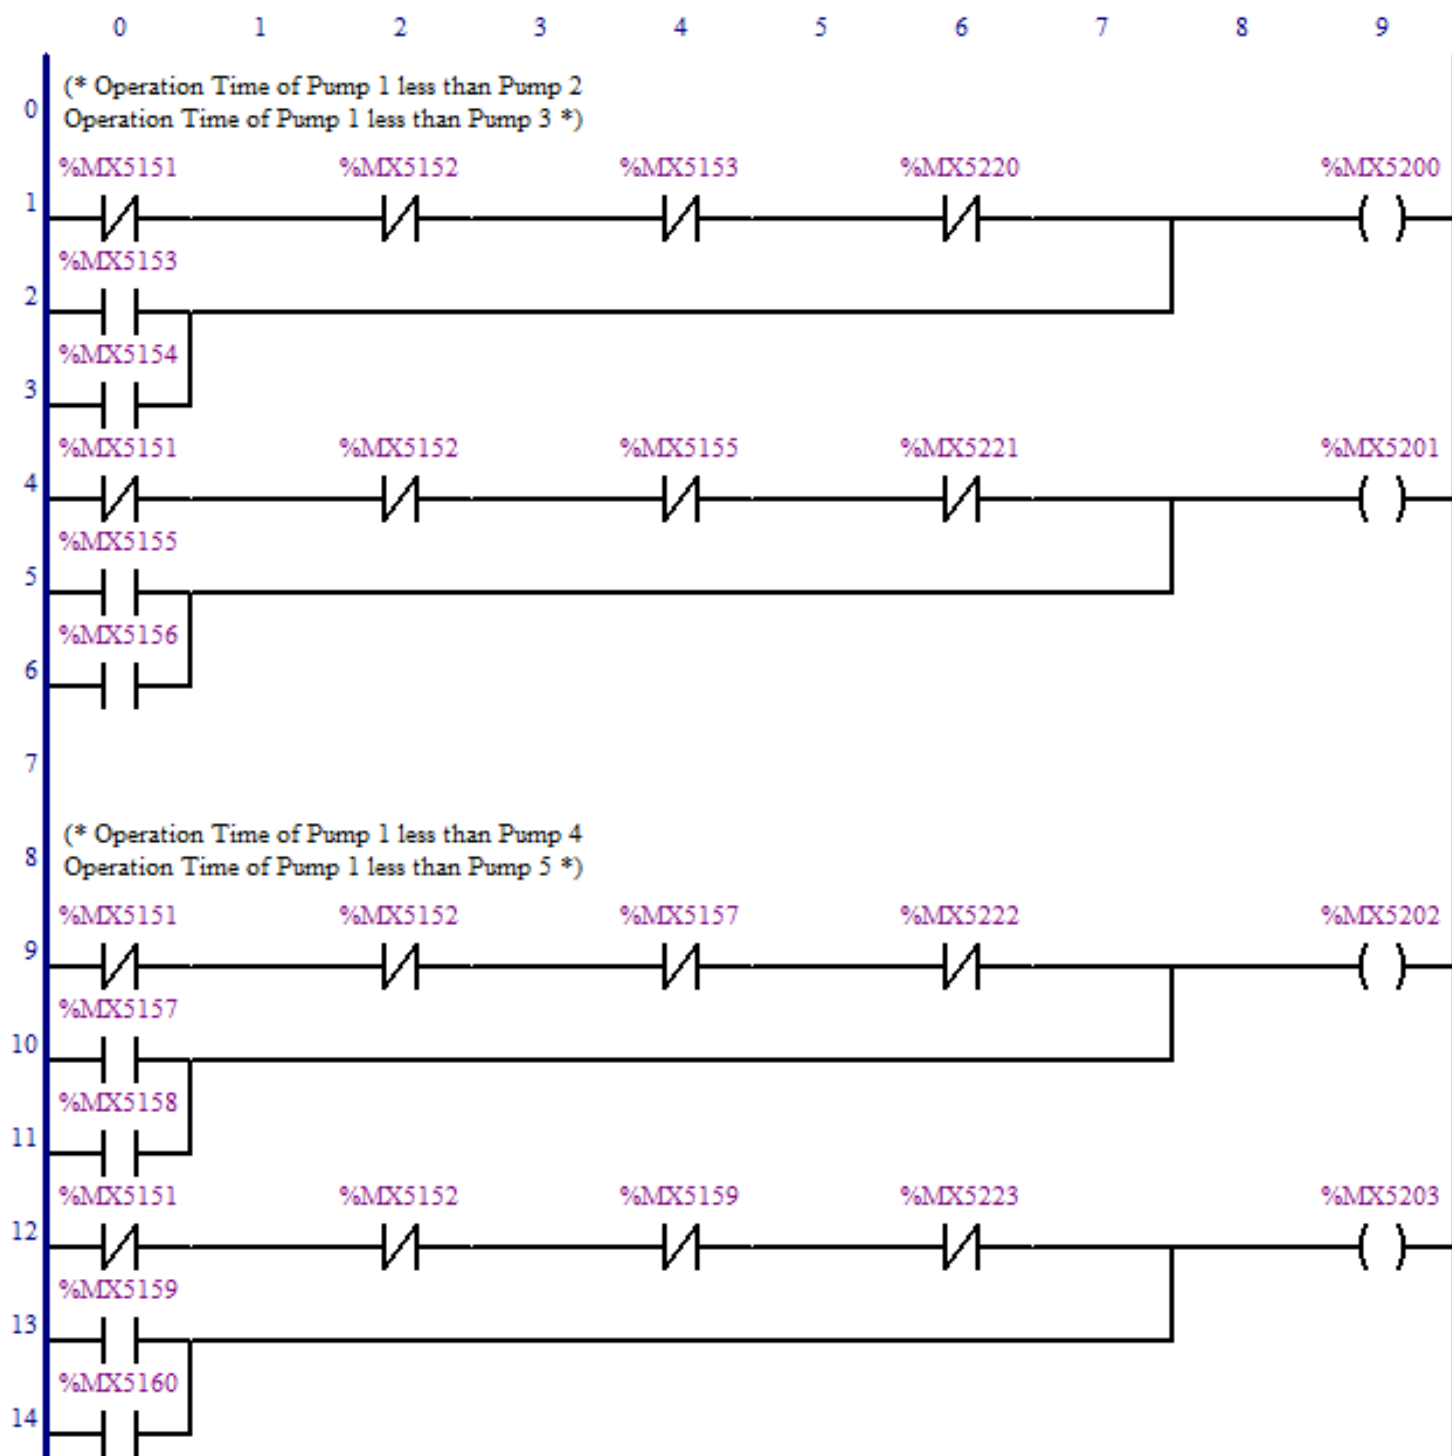 0 1 2 3 4 5 6 7 8 9
(* Operation Time of Pump 1 less than Pump 2
0
Operation Time of Pump 1 less than Pump 3 *)
%MX5151 %MX5152 %MX5153 %MX5220 %MX5200
1
%MX5153
2
%MX5154
3
%MX5151 %MX5152 %MX5155 %MX5221 %MX5201
4
%MX5155
5
%MX5156
6
7
(* Operation Time of Pump 1 less than Pump 4
8
Operation Time of Pump 1 less than Pump 5 *)
%MX5151 %MX5152 %MX5157 %MX5222 %MX5202
9
%MX5157
10
%MX5158
11
%MX5151 %MX5152 %MX5159 %MX5223 %MX5203
12
%MX5159
13
%MX5160
14